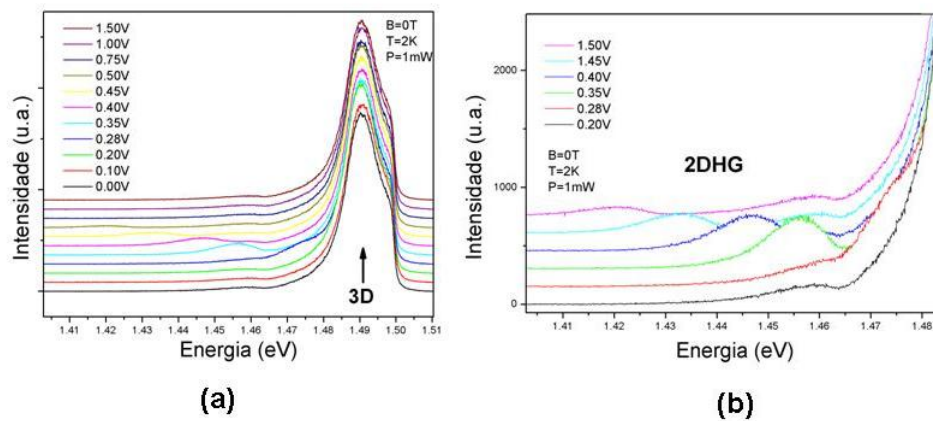 1.50V
1.00V
0.75V
0.50V
0.45V
0.40V
0.35V
0.28V
0.20V
0.10V
0.00V
B=0T
T=2K
P=1mW
3D
Intensidade (u.a.)
1.41 1.42 1.43 1.44 1.45 1.46 1.47 1.48 1.49 1.50 1.51
Energia (eV)
(a)
1.50V
1.45V
0.40V
0.35V
0.28V
0.20V
B=0T
T=2K
P=1mW
2DHG
Intensidade (u.a.)
2000
1000
0
1.41 1.42 1.43 1.44 1.45 1.46 1.47 1.48
Energia (eV)
(b)